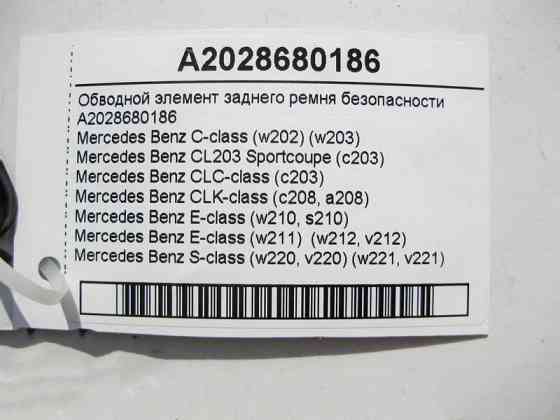 A2028680186
Обводной элемент заднего ремня безопасности
A2028680186
Mercedes Benz C-class (w202) (w203)
Mercedes Benz CL203 Sportcoupe (c203)
Mercedes Benz CLC-class (c203)
Mercedes Benz CLK-class (c208, a208)
Mercedes Benz E-class (w210, s210)
Mercedes Benz E-class (w211) (w212, v212)
Mercedes Benz S-class (w220, v220) (w221, v221)